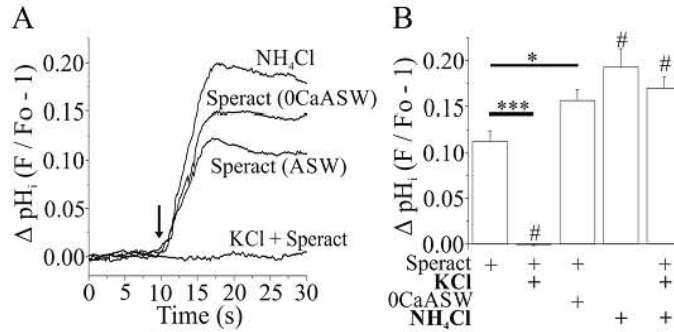 A
Δ pHi (F / Fo - 1)
0.20
0.15
0.10
0.05
0.00
NH4Cl
Speract (0CaASW)
Speract (ASW)
KCl + Speract
0 5 10 15 20 25 30
Time (s)
B
Δ pHi (F / Fo - 1)
0.20
0.15
0.10
0.05
0.00
*
***
#
#
#
Speract + + + +
KCl + +
0CaASW +
NH4Cl + +